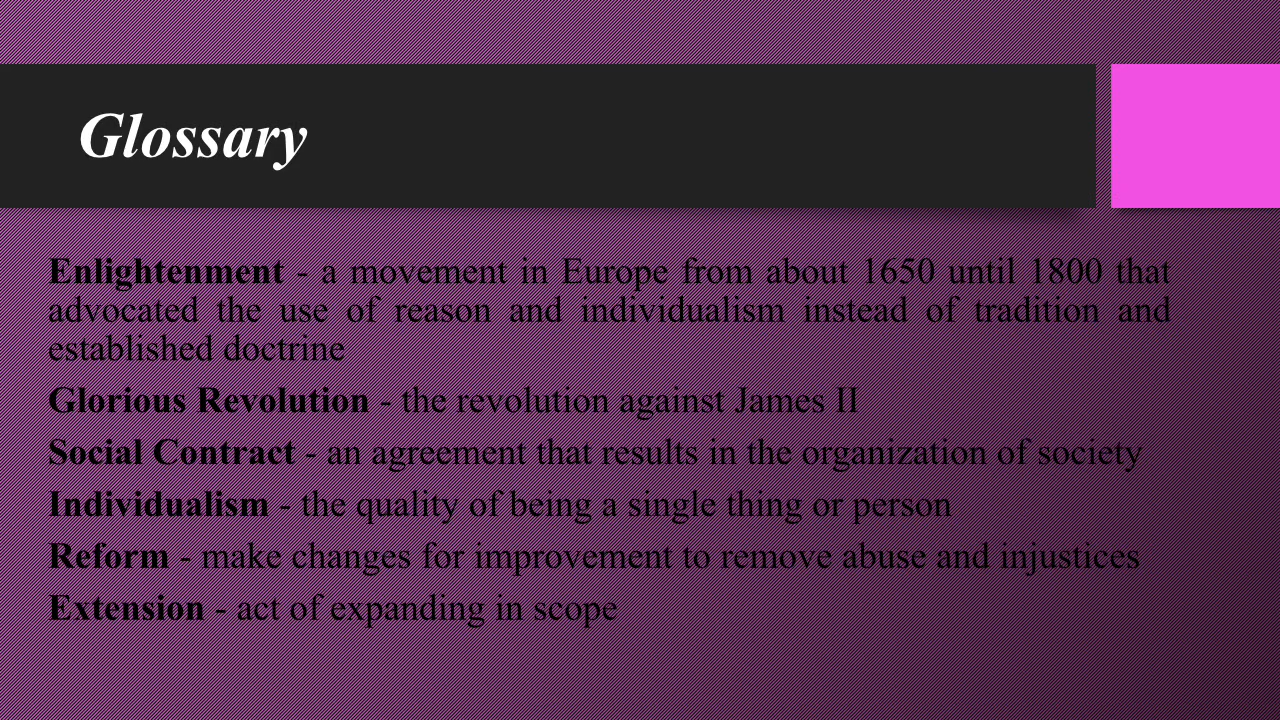 Glossary
Enlightenment - a movement in Europe from about 1650 until 1800 that
advocated the use of reason and individualism instead of tradition and
established doctrine
Glorious Revolution - the revolution against James II
Social Contract - an agreement that results in the organization of society
Individualism - the quality of being a single thing or person
Reform - make changes for improvement to remove abuse and injustices
Extension - act of expanding in scope